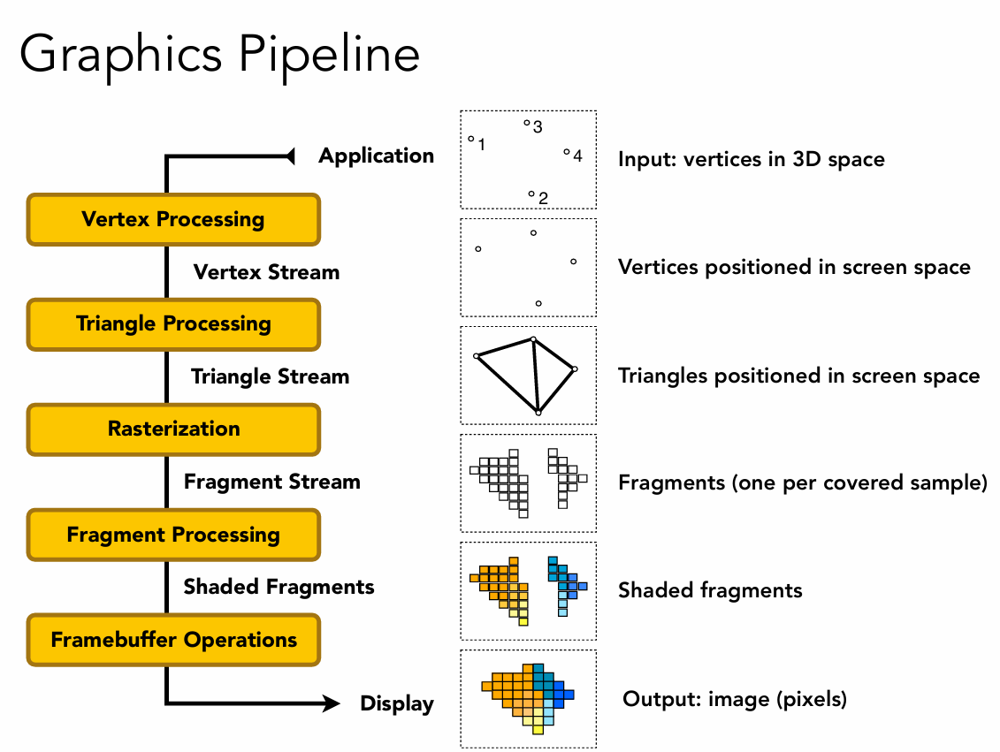 Graphics Pipeline
Application
3
1
4
2
Input: vertices in 3D space
Vertex Processing
Vertex Stream
Vertices positioned in screen space
Triangle Processing
Triangle Stream
Triangles positioned in screen space
Rasterization
Fragment Stream
Fragments (one per covered sample)
Fragment Processing
Shaded Fragments
Shaded fragments
Framebuffer Operations
Display
Output: image (pixels)